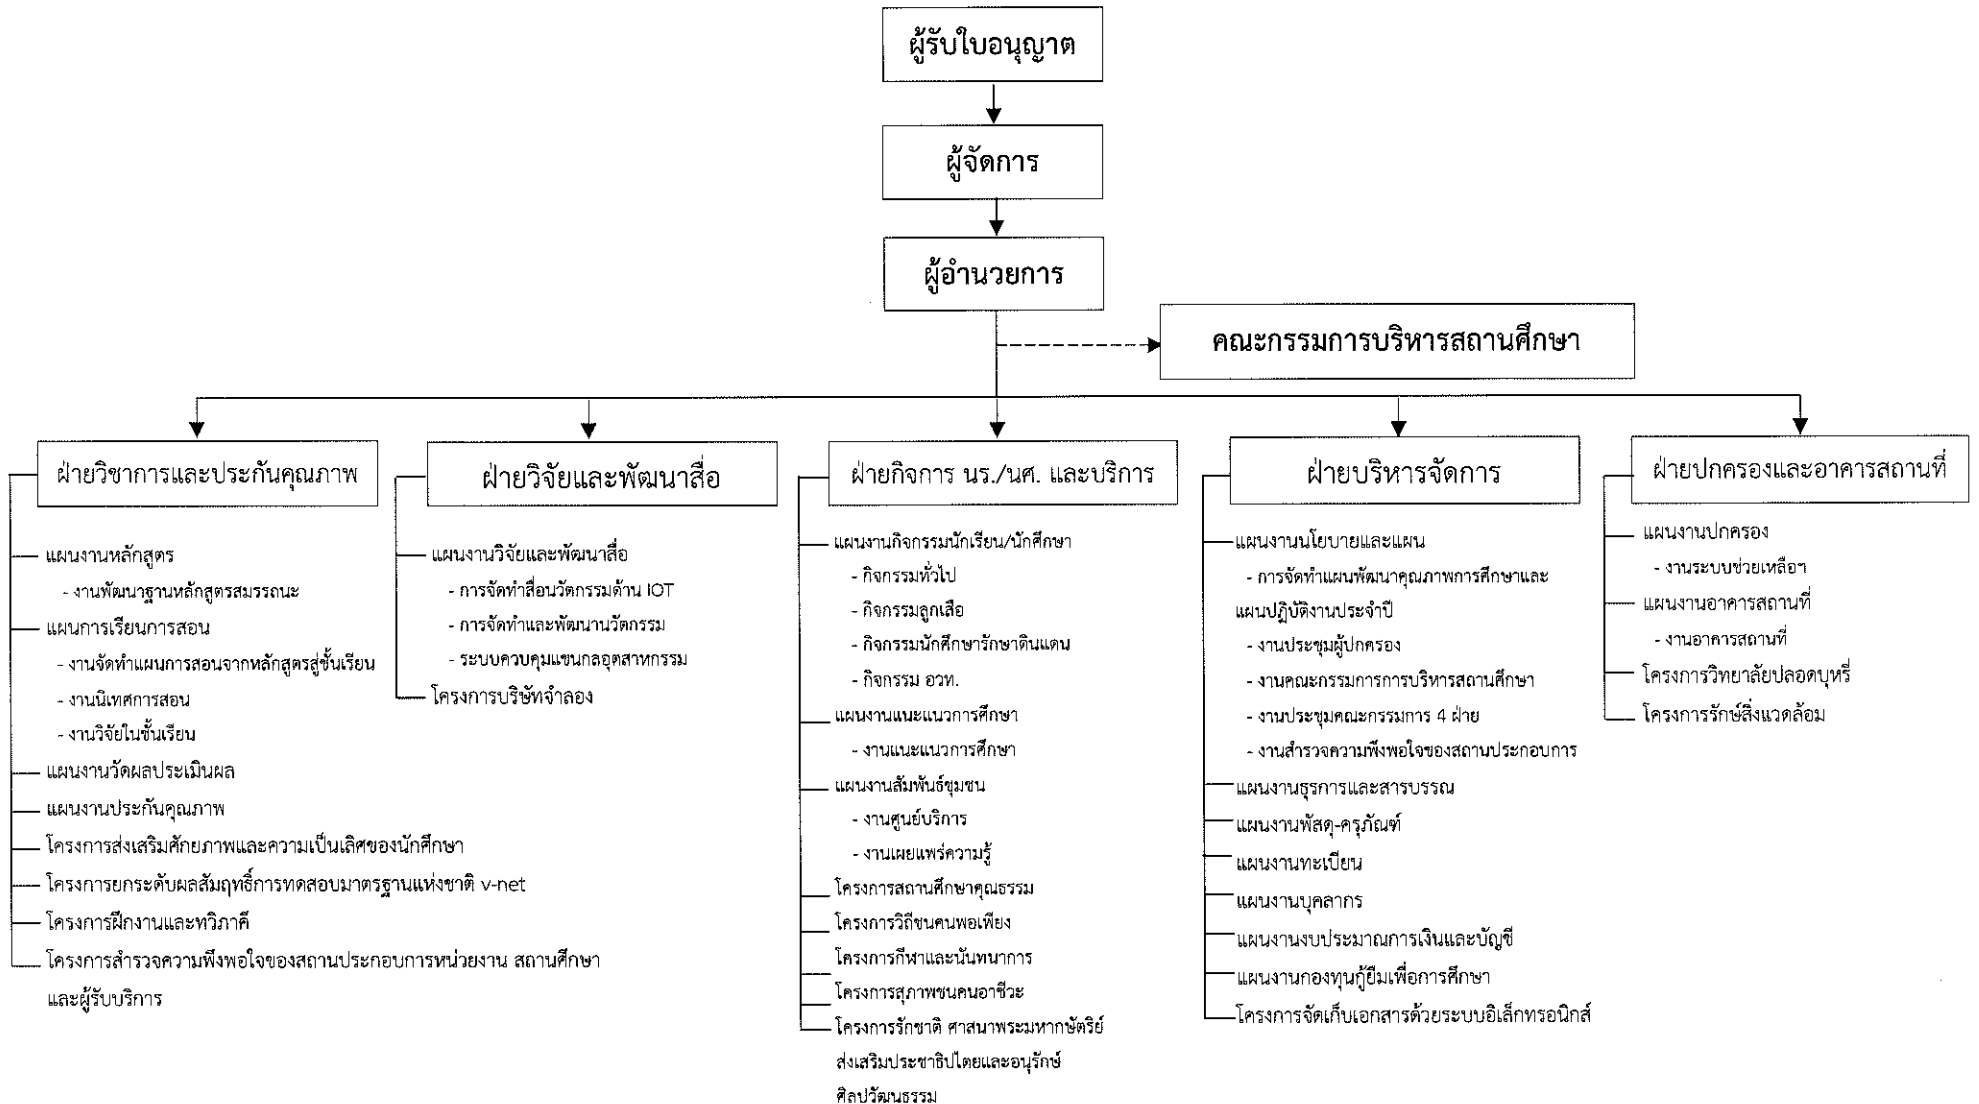 ผู้รับใบอนุญาต
ผู้จัดการ
ผู้อำนวยการ
คณะกรรมการบริหารสถานศึกษา
ฝ่ายวิชาการและประกันคุณภาพ
แผนงานหลักสูตร
- งานพัฒนาฐานหลักสูตรสมรรถนะ
แผนการเรียนการสอน
- งานจัดทำแผนการสอนจากหลักสูตรสู่ชั้นเรียน
- งานนิเทศการสอน
- งานวิจัยในชั้นเรียน
แผนงานวัดผลประเมินผล
แผนงานประกันคุณภาพ
โครงการส่งเสริมศักยภาพและความเป็นเลิศของนักศึกษา
โครงการยกระดับผลสัมฤทธิ์การทดสอบมาตรฐานแห่งชาติ v-net
โครงการฝึกงานและทวิภาคี
โครงการสำรวจความพึงพอใจของสถานประกอบการหน่วยงาน สถานศึกษา
และผู้รับบริการ
ฝ่ายวิจัยและพัฒนาสื่อ
แผนงานวิจัยและพัฒนาสื่อ
- การจัดทำสื่อนวัตกรรมด้าน IOT
- การจัดทำและพัฒนานวัตกรรม
- ระบบควบคุมแขนกลอุตสาหกรรม
โครงการบริษัทจำลอง
ฝ่ายกิจการ นร./นศ. และบริการ
แผนงานกิจกรรมนักเรียน/นักศึกษา
- กิจกรรมทั่วไป
- กิจกรรมลูกเสือ
- กิจกรรมนักศึกษารักษาดินแดน
- กิจกรรม อวท.
แผนงานแนะแนวการศึกษา
- งานแนะแนวการศึกษา
แผนงานสัมพันธ์ชุมชน
- งานศูนย์บริการ
- งานเผยแพร่ความรู้
โครงการสถานศึกษาคุณธรรม
โครงการวิถีชนคนพอเพียง
โครงการกีฬาและนันทนาการ
โครงการสุภาพชนคนอาชีวะ
โครงการรักชาติ ศาสนาพระมหากษัตริย์
ส่งเสริมประชาธิปไตยและอนุรักษ์
ศิลปวัฒนธรรม
ฝ่ายบริหารจัดการ
แผนงานนโยบายและแผน
- การจัดทำแผนพัฒนาคุณภาพการศึกษาและ
แผนปฏิบัติงานประจำปี
- งานประชุมผู้ปกครอง
- งานคณะกรรมการการบริหารสถานศึกษา
- งานประชุมคณะกรรมการ 4 ฝ่าย
- งานสำรวจความพึงพอใจของสถานประกอบการ
แผนงานธุรการและสารบรรณ
แผนงานพัสดุ-ครุภัณฑ์
แผนงานทะเบียน
แผนงานบุคลากร
แผนงานงบประมาณการเงินและบัญชี
แผนงานกองทุนกู้ยืมเพื่อการศึกษา
โครงการจัดเก็บเอกสารด้วยระบบอิเล็กทรอนิกส์
ฝ่ายปกครองและอาคารสถานที่
แผนงานปกครอง
- งานระบบช่วยเหลือฯ
แผนงานอาคารสถานที่
- งานอาคารสถานที่
โครงการวิทยาลัยปลอดบุหรี่
โครงการรักษ์สิ่งแวดล้อม